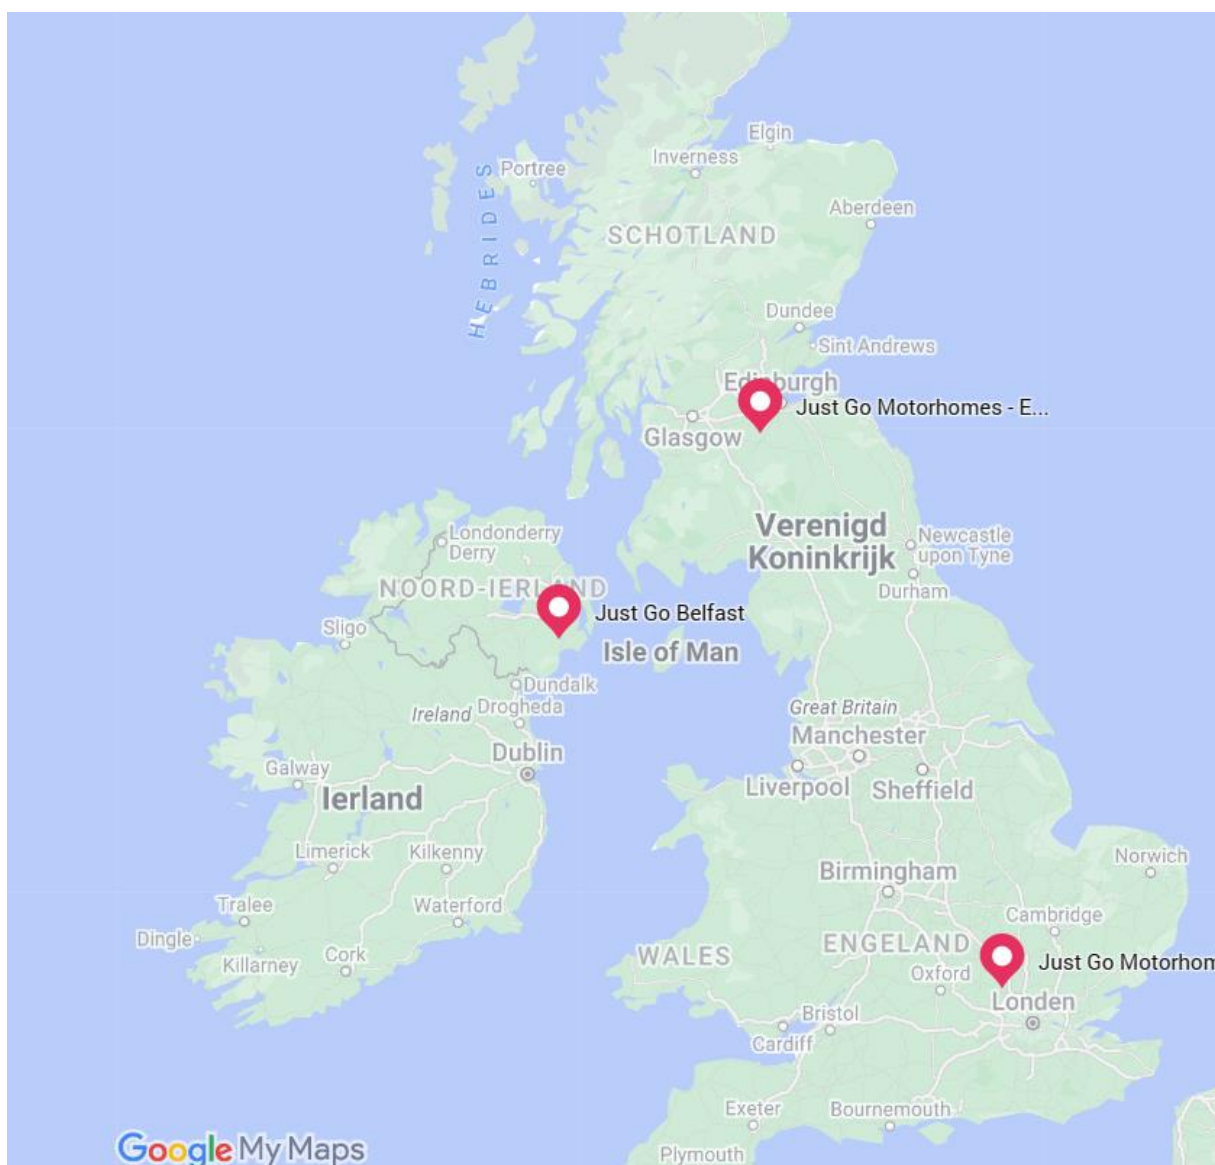 Elgin
Inverness
Portree
HEBRIDES
Aberdeen
SCHOTLAND
Dundee
Sint Andrews
Edinburgh
Just Go Motorhomes - E...
Glasgow
Verenigd
Koninkrijk
Newcastle
upon Tyne
Londonderry
Derry
Durham
NOORD-IERLAND
Just Go Belfast
Sligo
Isle of Man
Dundalk
Drogheda
Ireland
Great Britain
Manchester
Dublin
Galway
Liverpool
Sheffield
Ierland
Limerick
Kilkenny
Norwich
Birmingham
Tralee
Waterford
Cambridge
Dingle
Killarney
Cork
WALES
ENGELAND
Oxford
Just Go Motorhom
Londen
Bristol
Cardiff
Exeter
Bournemouth
Plymouth
Google My Maps